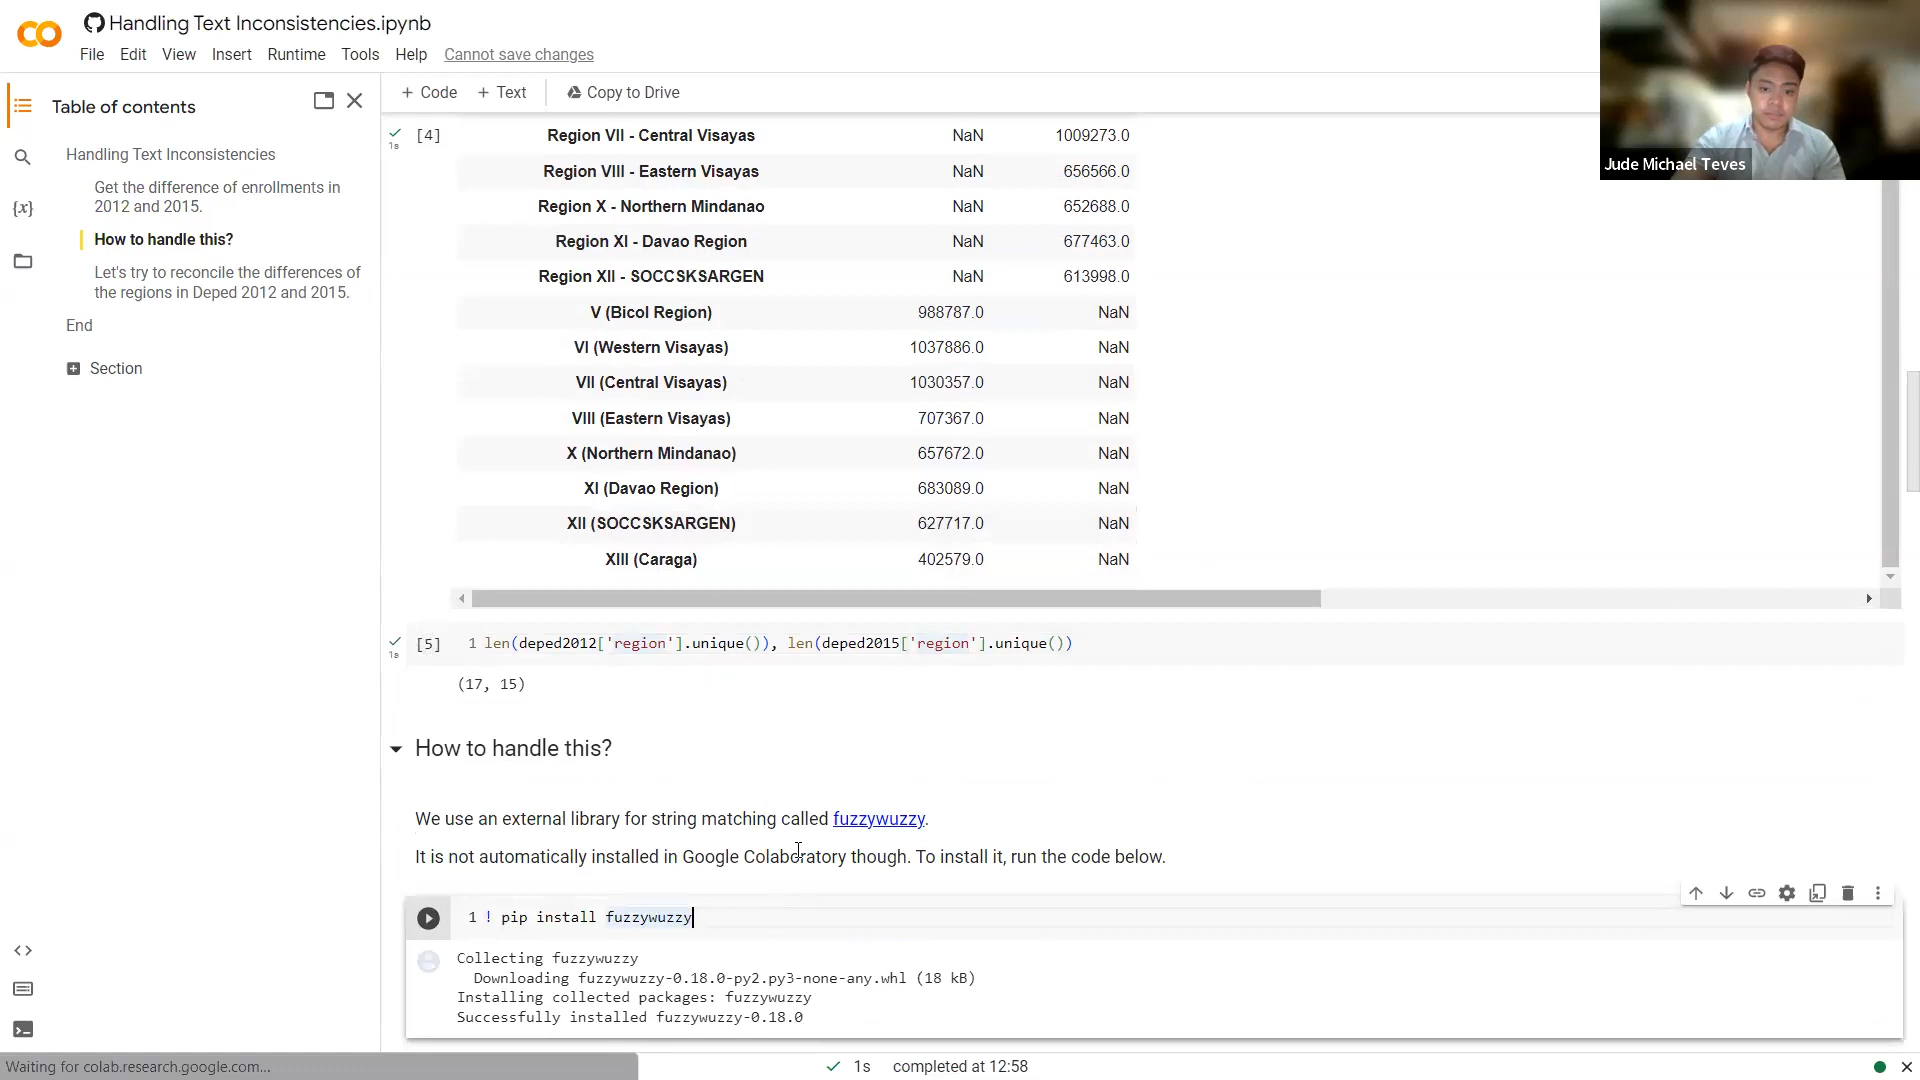 Handling Text Inconsistencies.ipynb
File Edit View Insert Runtime Tools Help Cannot save changes
Jude Michael Teves
Table of contents
Handling Text Inconsistencies
Get the difference of enrollments in
2012 and 2015.
How to handle this?
Let's try to reconcile the differences of
the regions in Deped 2012 and 2015.
End
Section
+ Code + Text Copy to Drive
1s [4] Region VII - Central Visayas NaN 1009273.0
Region VIII - Eastern Visayas NaN 656566.0
Region X - Northern Mindanao NaN 652688.0
Region XI - Davao Region NaN 677463.0
Region XII - SOCCSKSARGEN NaN 613998.0
V (Bicol Region) 988787.0 NaN
VI (Western Visayas) 1037886.0 NaN
VII (Central Visayas) 1030357.0 NaN
VIII (Eastern Visayas) 707367.0 NaN
X (Northern Mindanao) 657672.0 NaN
XI (Davao Region) 683089.0 NaN
XII (SOCCSKSARGEN) 627717.0 NaN
XIII (Caraga) 402579.0 NaN
1s [5] 1 len(deped2012['region'].unique()), len(deped2015['region'].unique())
(17, 15)
How to handle this?
We use an external library for string matching called fuzzywuzzy.
It is not automatically installed in Google Colaboratory though. To install it, run the code below.
1 ! pip install fuzzywuzzy
Collecting fuzzywuzzy
Downloading fuzzywuzzy-0.18.0-py2.py3-none-any.whl (18 kB)
Installing collected packages: fuzzywuzzy
Successfully installed fuzzywuzzy-0.18.0
Waiting for colab.research.google.com...
1s completed at 12:58